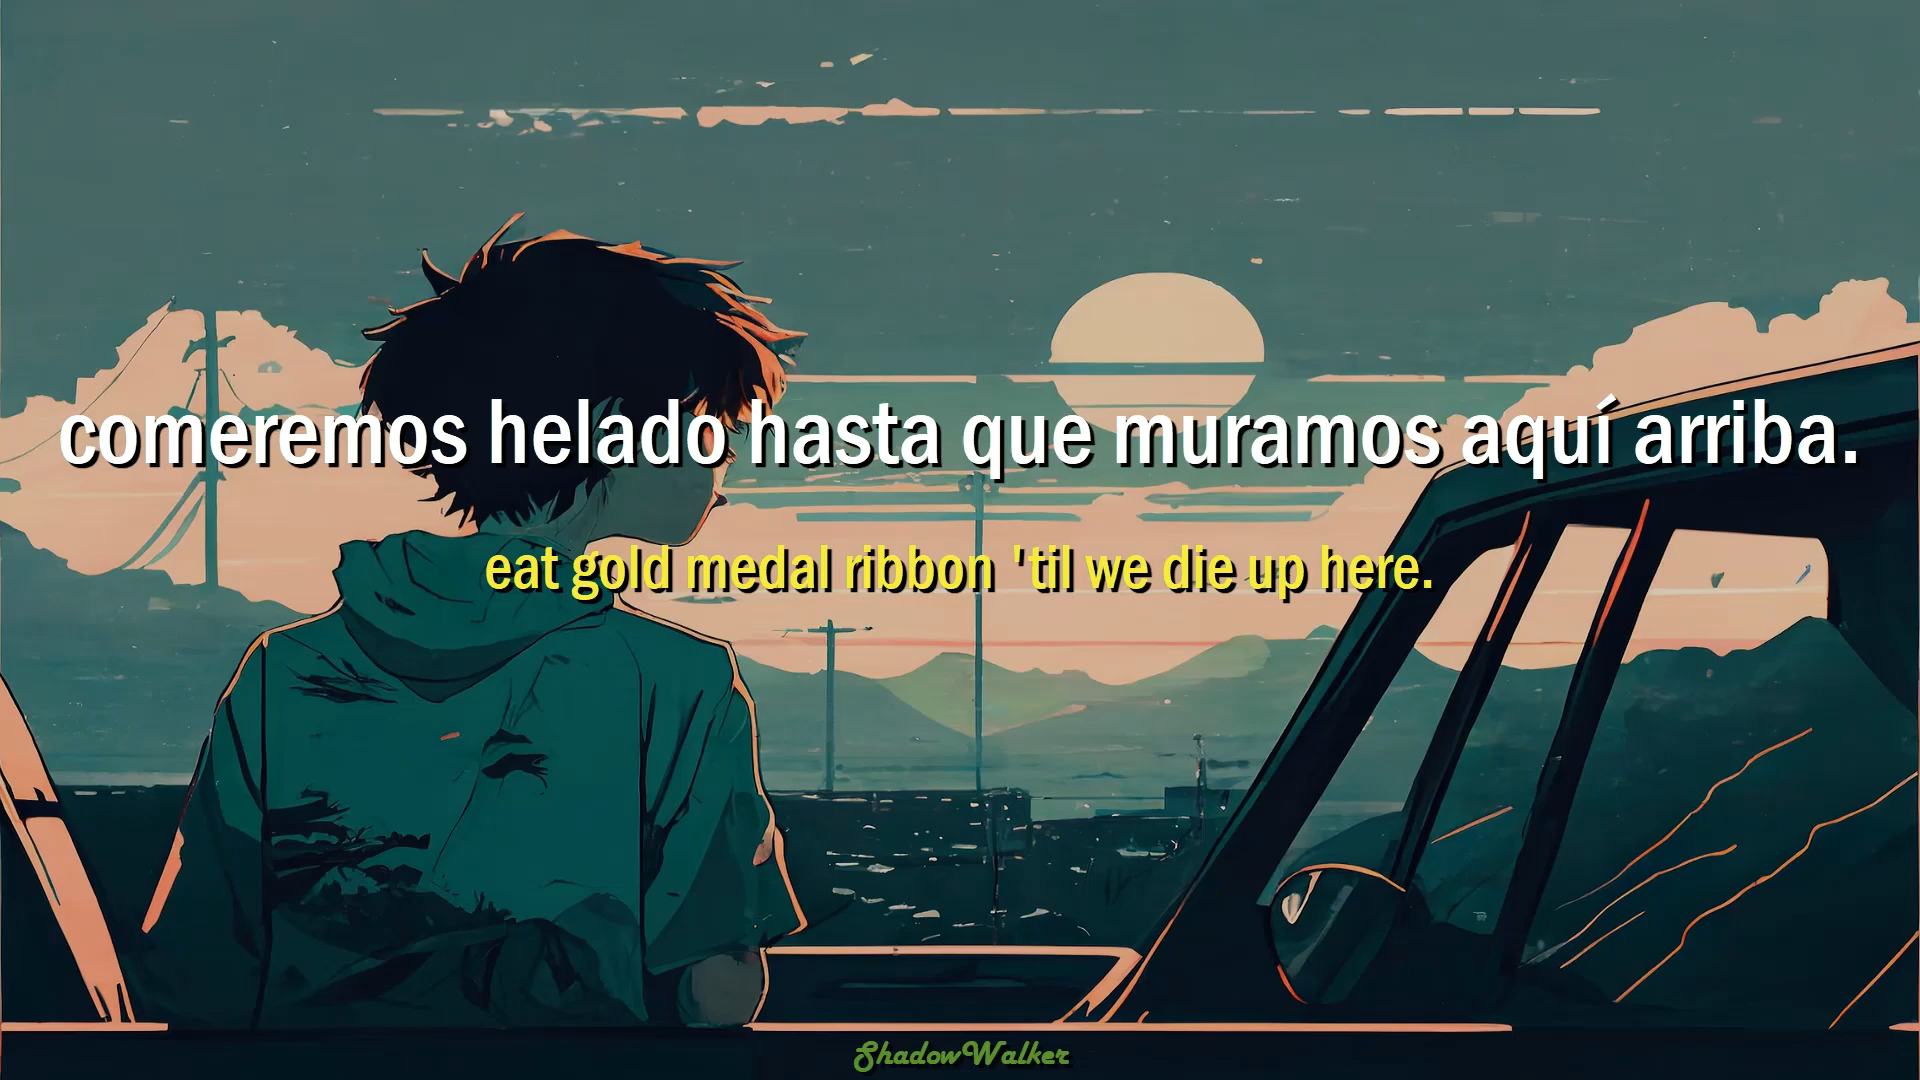 comeremos helado hasta que muramos aquí arriba.
eat gold medal ribbon 'til we die up here.
ShadowWalker